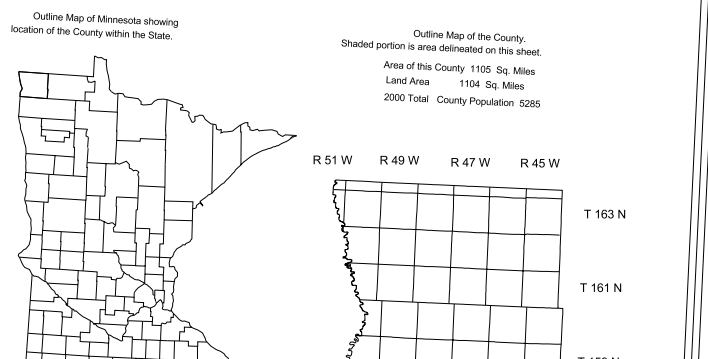 Outline Map of Minnesota showing
location of the County within the State.
Outline Map of the County.
Shaded portion is area delineated on this sheet.
Area of this County 1105 Sq. Miles
Land Area 1104 Sq. Miles
2000 Total County Population 5285
R 51 W R 49 W R 47 W R 45 W
T 163 N
T 161 N